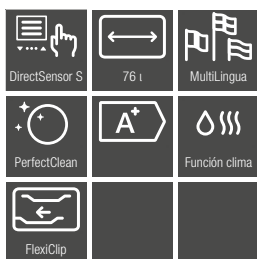 DirectSensor S
76 l
MultiLingua
PerfectClean
A+
Función clima
FlexiClip